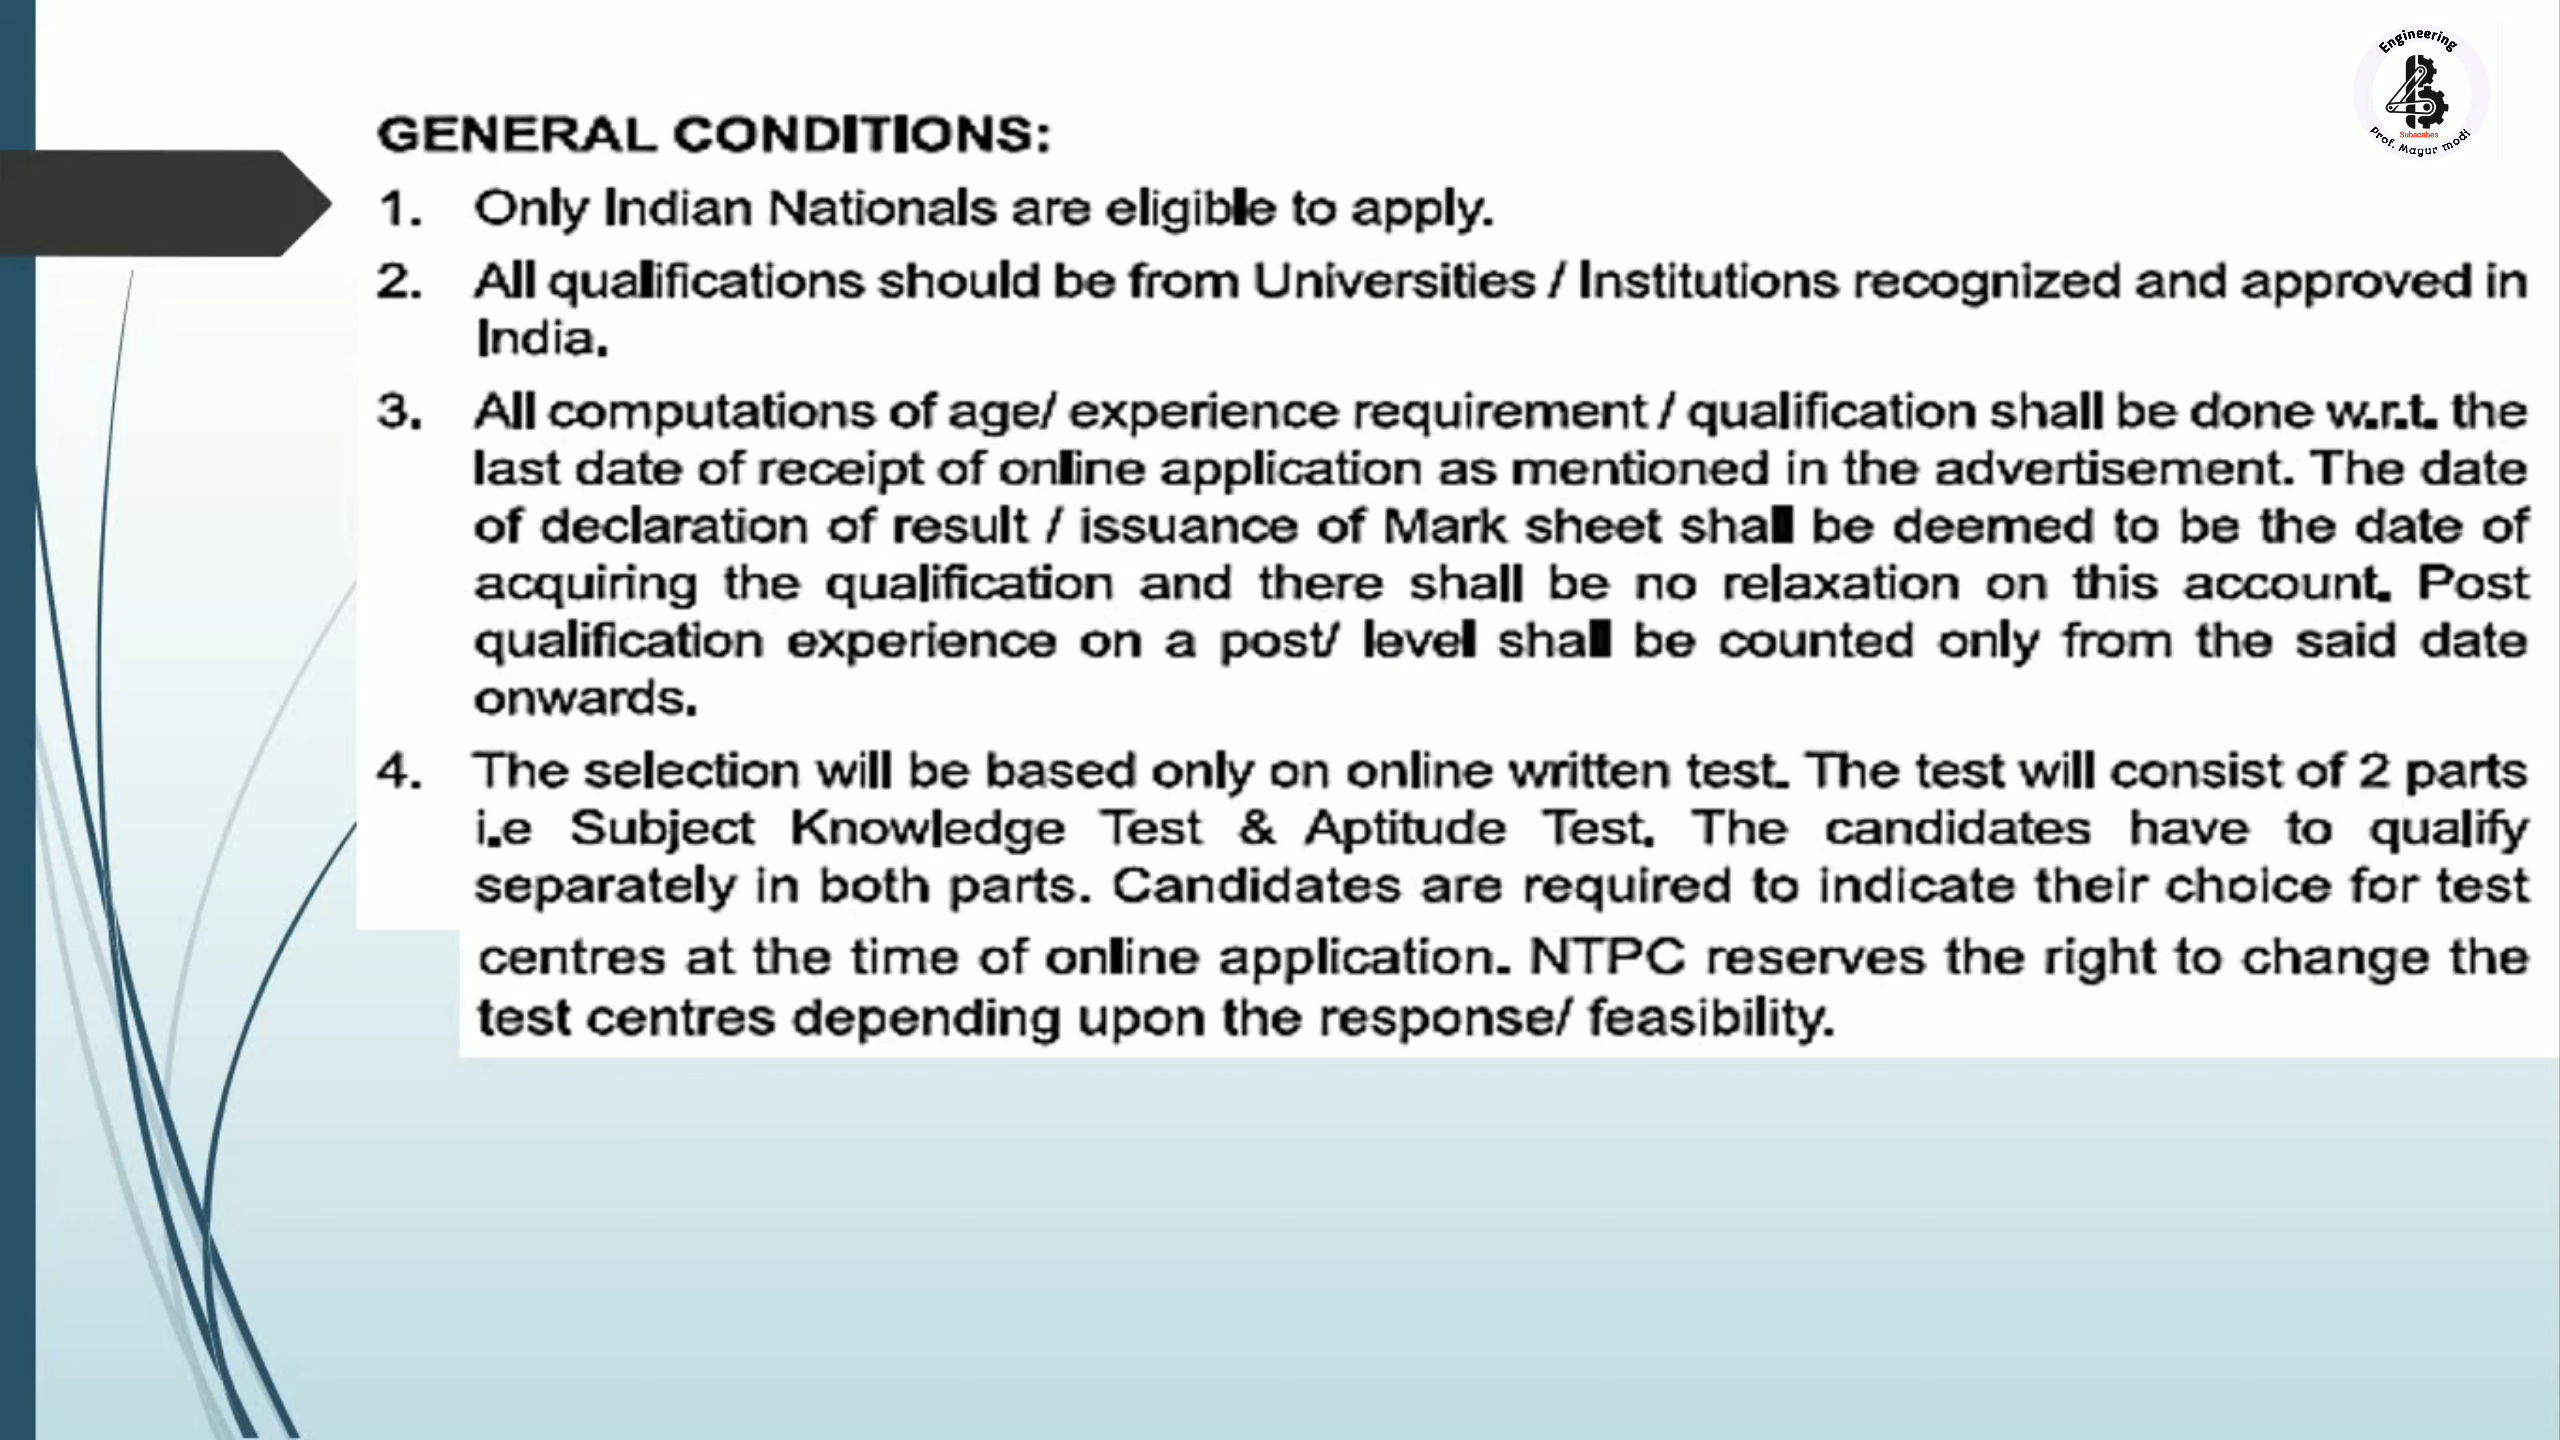 Engineering
Subscribes
Prof. Mayur modi
GENERAL CONDITIONS:
1. Only Indian Nationals are eligible to apply.
2. All qualifications should be from Universities / Institutions recognized and approved in
India.
3. All computations of age/ experience requirement / qualification shall be done w.r.t. the
last date of receipt of online application as mentioned in the advertisement. The date
of declaration of result / issuance of Mark sheet shall be deemed to be the date of
acquiring the qualification and there shall be no relaxation on this account. Post
qualification experience on a post/ level shall be counted only from the said date
onwards.
4. The selection will be based only on online written test. The test will consist of 2 parts
i.e Subject Knowledge Test & Aptitude Test. The candidates have to qualify
separately in both parts. Candidates are required to indicate their choice for test
centres at the time of online application. NTPC reserves the right to change the
test centres depending upon the response/ feasibility.